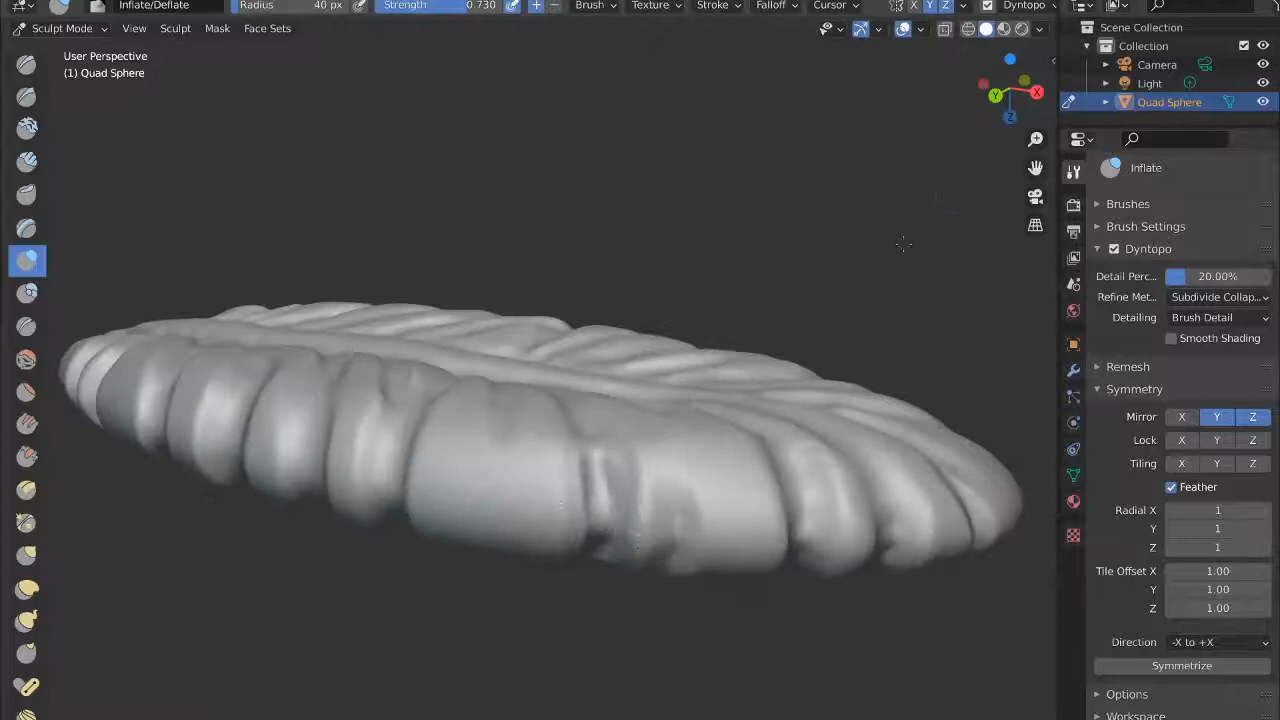 Inflate/Deflate Radius 40 px Strength 0.730 Brush Texture Stroke Falloff Cursor X Y Z Dyntopo
Sculpt Mode View Sculpt Mask Face Sets
User Perspective
(1) Quad Sphere
X
Y
Z
Scene Collection
Collection
Camera
Light
Quad Sphere
Inflate
Brushes
Brush Settings
Dyntopo
Detail Perc... 20.00%
Refine Met... Subdivide Collap...
Detailing Brush Detail
Smooth Shading
Remesh
Symmetry
Mirror X Y Z
Lock X Y Z
Tiling X Y Z
Feather
Radial X 1
Y 1
Z 1
Tile Offset X 1.00
Y 1.00
Z 1.00
Direction -X to +X
Symmetrize
Options
Workspace